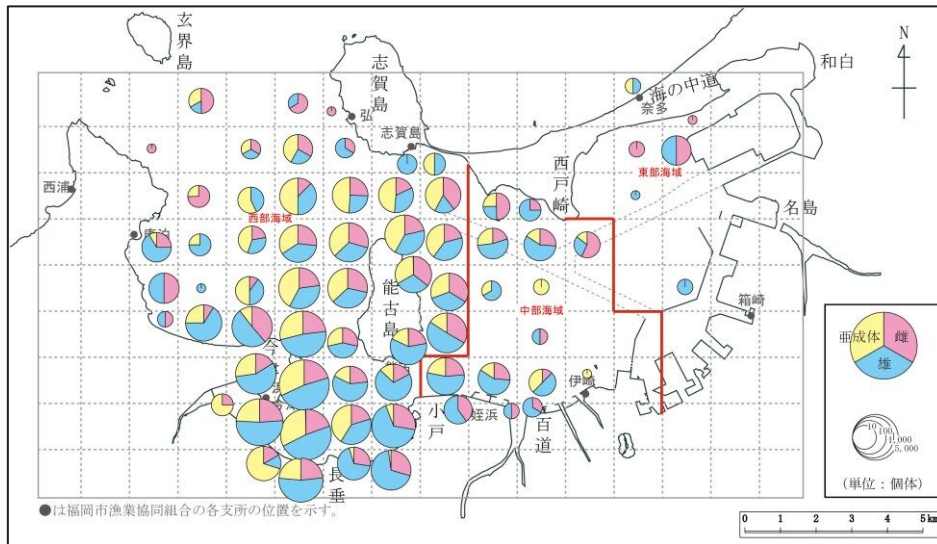 玄界島
志賀島
弘
志賀島
海の中道
奈多
和白
N
西浦
西戸崎
東部海域
名島
西部海域
唐泊
能古島
中部海域
箱崎
亜成体
雌
雄
10
100
1,000
5,000
(単位：個体)
伊崎
小戸
姪浜
百道
長垂
●は福岡市漁業協同組合の各支所の位置を示す。
0 1 2 3 4 5km